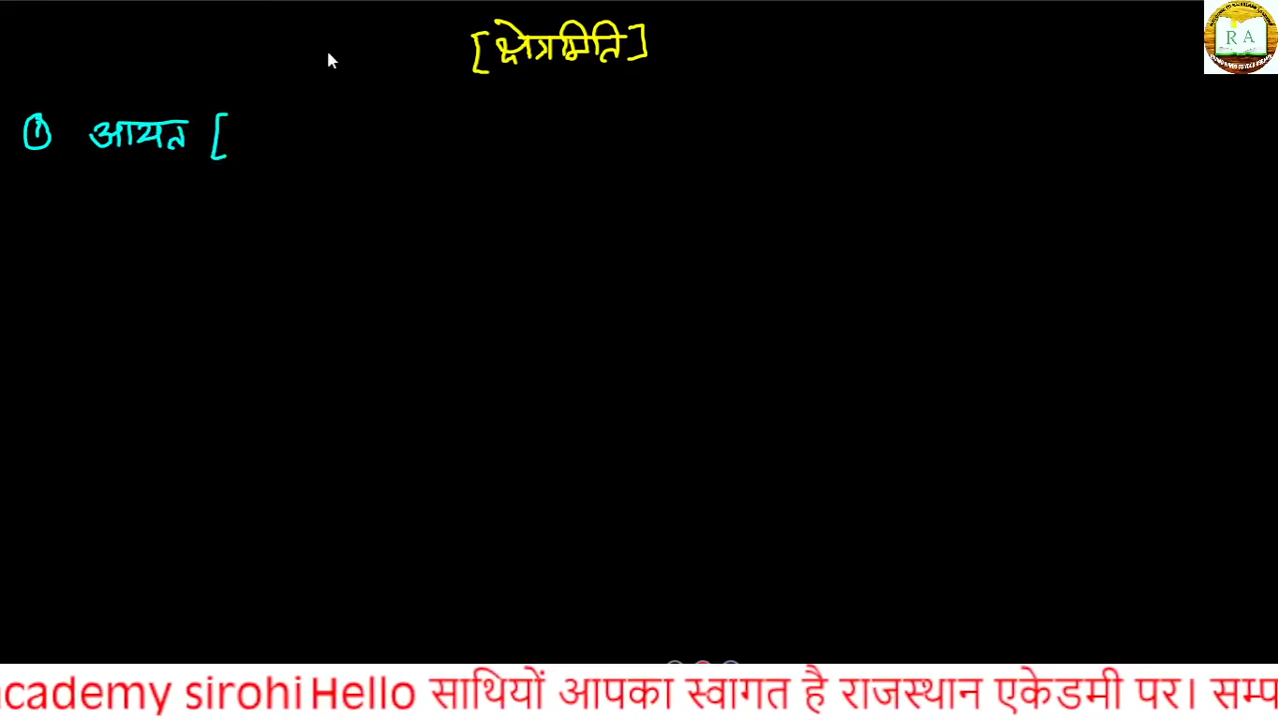 [क्षेत्रमिति]
R A
① आयत [
cademy sirohi Hello साथियों आपका स्वागत है राजस्थान एकेडमी पर। सम्प